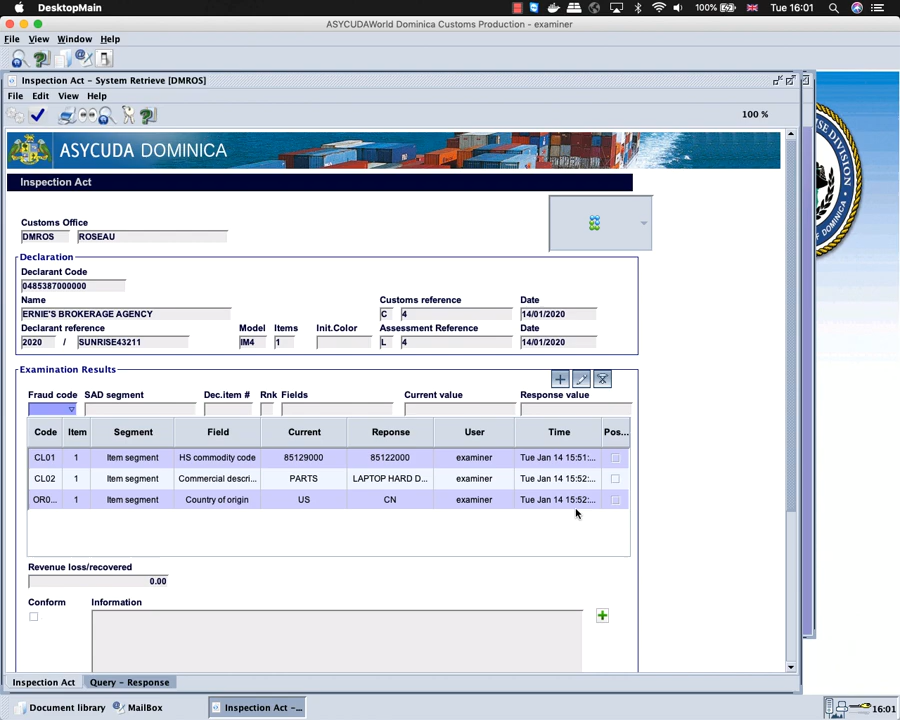 DesktopMain 100% Tue 16:01
ASYCUDAWorld Dominica Customs Production - examiner
File View Window Help
Inspection Act - System Retrieve [DMROS]
File Edit View Help
100 %
ASYCUDA DOMINICA
Inspection Act
Customs Office
DMROS ROSEAU
Declaration
Declarant Code
0485387000000
Name Customs reference Date
ERNIE'S BROKERAGE AGENCY C 4 14/01/2020
Declarant reference Model Items Init.Color Assessment Reference Date
2020 / SUNRISE43211 IM4 1 L 4 14/01/2020
Examination Results
Fraud code SAD segment Dec.item # Rnk Fields Current value Response value
Code Item Segment Field Current Reponse User Time Pos...
CL01 1 Item segment HS commodity code 85129000 85122000 examiner Tue Jan 14 15:51:...
CL02 1 Item segment Commercial descri... PARTS LAPTOP HARD D... examiner Tue Jan 14 15:52:...
OR0... 1 Item segment Country of origin US CN examiner Tue Jan 14 15:52:...
Revenue loss/recovered
0.00
Conform Information
Inspection Act Query - Response
Document library MailBox Inspection Act -... 16:01